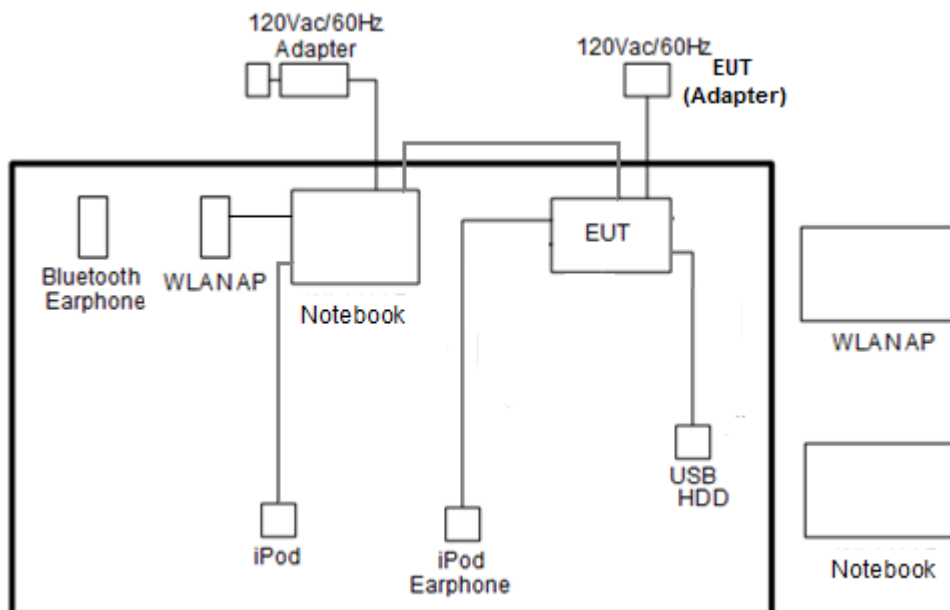 120Vac/60Hz
Adapter
120Vac/60Hz
EUT
(Adapter)
Bluetooth
Earphone
WLAN AP
Notebook
EUT
WLAN AP
USB
HDD
iPod
iPod
Earphone
Notebook